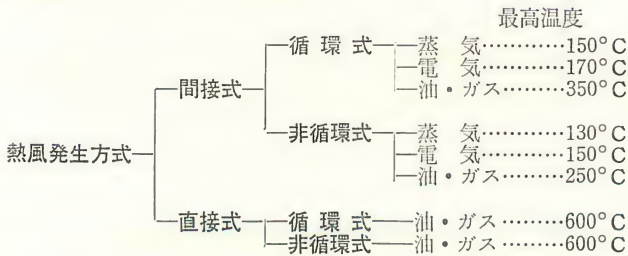 最高温度
循環式 蒸気…………150°C
電気…………170°C
油・ガス………350°C
間接式
非循環式 蒸気…………130°C
電気…………150°C
油・ガス………250°C
熱風発生方式
直接式 循環式 油・ガス………600°C
非循環式 油・ガス………600°C